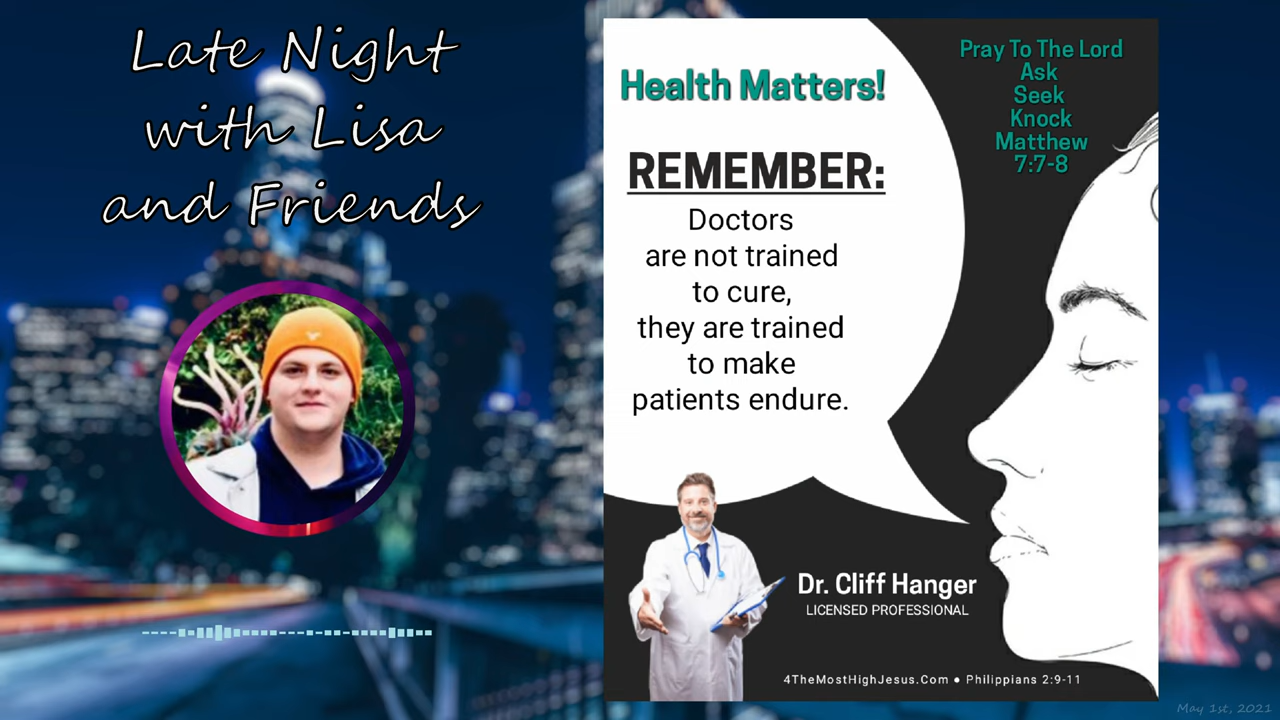 Late Night
with Lisa
and Friends
Health Matters!
REMEMBER:
Doctors
are not trained
to cure,
they are trained
to make
patients endure.
Pray To The Lord
Ask
Seek
Knock
Matthew
7:7-8
Dr. Cliff Hanger
LICENSED PROFESSIONAL
4TheMostHighJesus.Com ● Philippians 2:9-11
May 1st, 2021